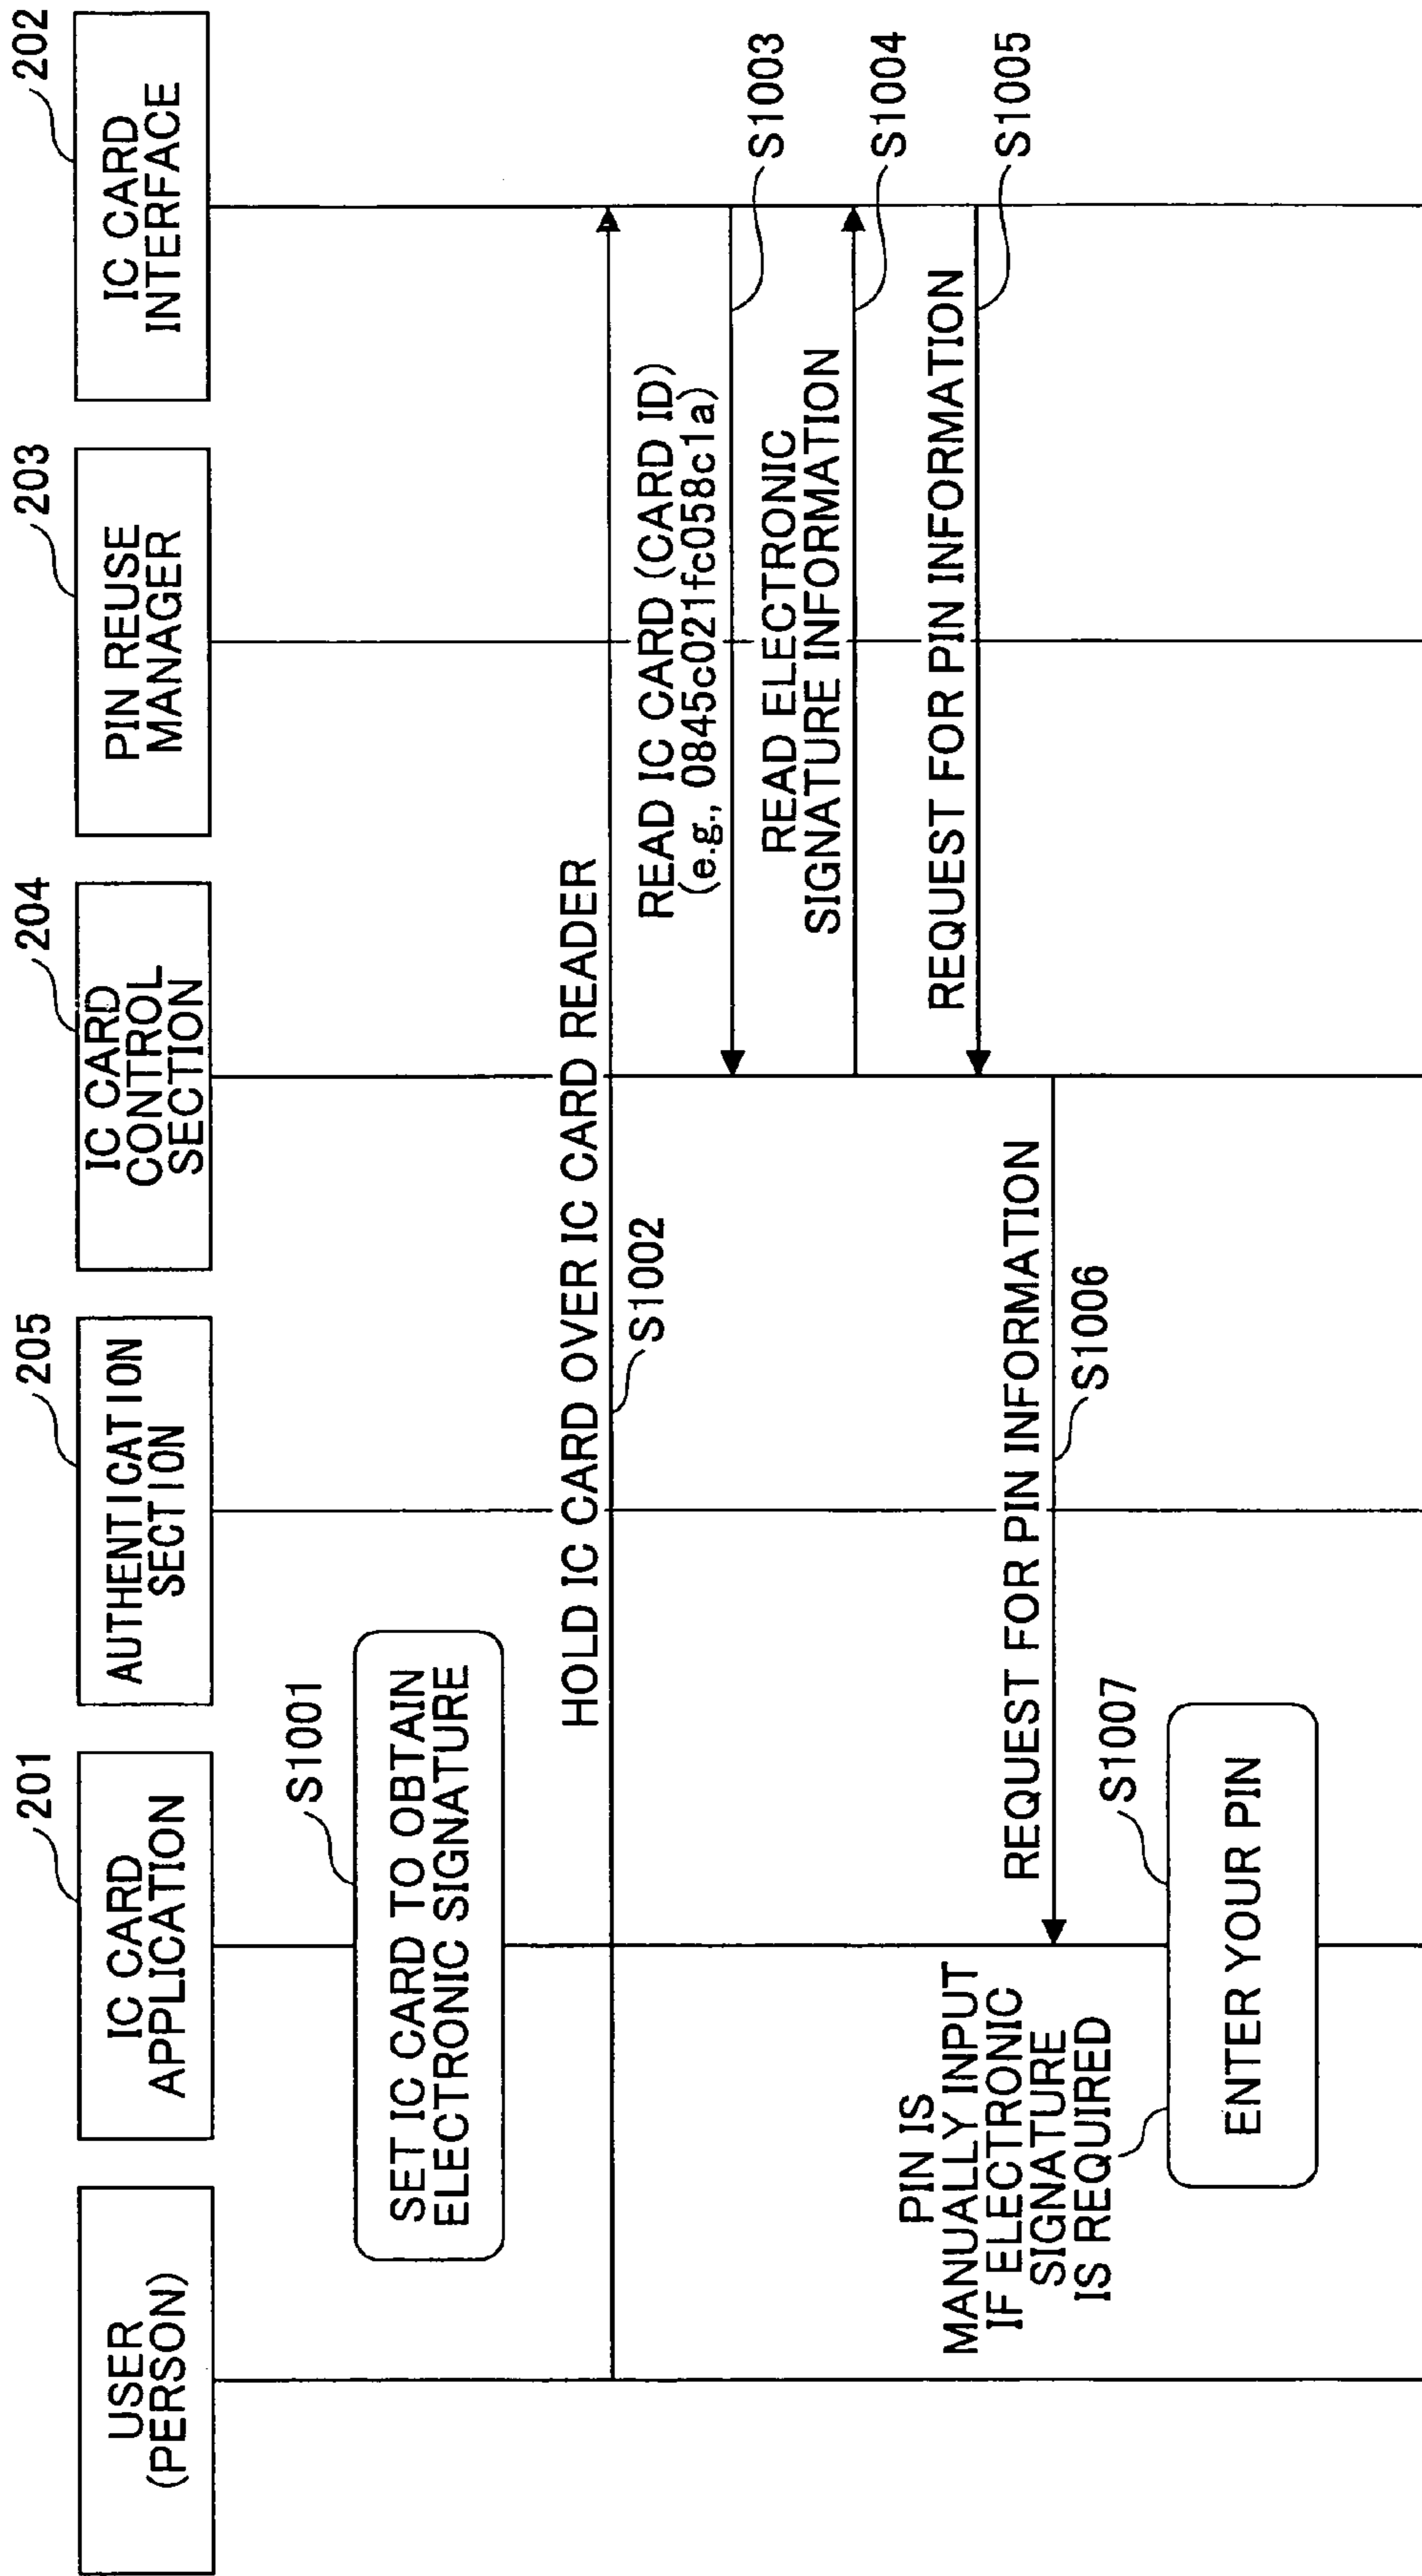 USER
(PERSON)
201
IC CARD
APPLICATION
205
AUTHENTICATION
SECTION
204
IC CARD
CONTROL
SECTION
203
PIN REUSE
MANAGER
202
IC CARD
INTERFACE
S1001
SET IC CARD TO OBTAIN
ELECTRONIC SIGNATURE
HOLD IC CARD OVER IC CARD READER
S1002
READ IC CARD (CARD ID)
(e.g., 0845c021fc058c1a)
S1003
READ ELECTRONIC
SIGNATURE INFORMATION
S1004
REQUEST FOR PIN INFORMATION
S1005
REQUEST FOR PIN INFORMATION
S1006
PIN IS
MANUALLY INPUT
IF ELECTRONIC
SIGNATURE
IS REQUIRED
S1007
ENTER YOUR PIN